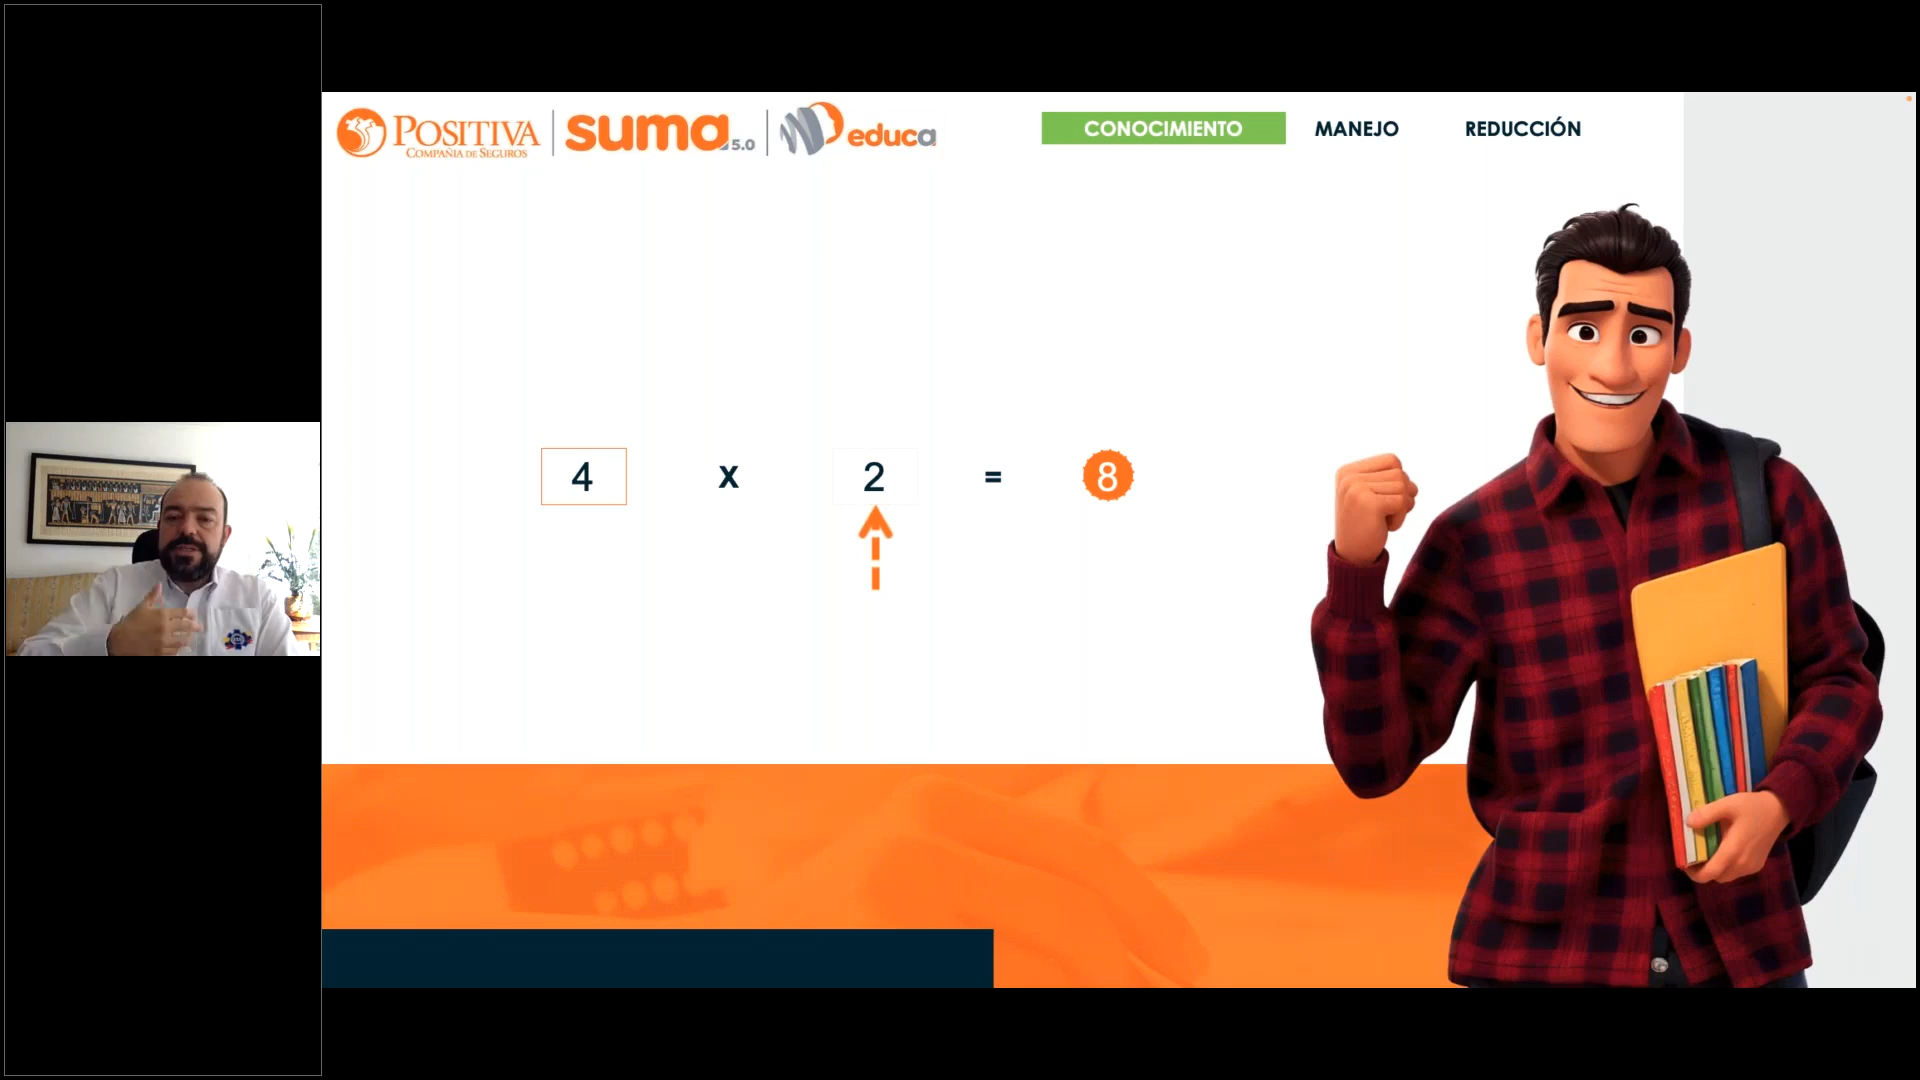 POSITIVA
COMPAÑÍA DE SEGUROS
suma 5.0
educa
CONOCIMIENTO
MANEJO
REDUCCIÓN
4 x 2 = 8